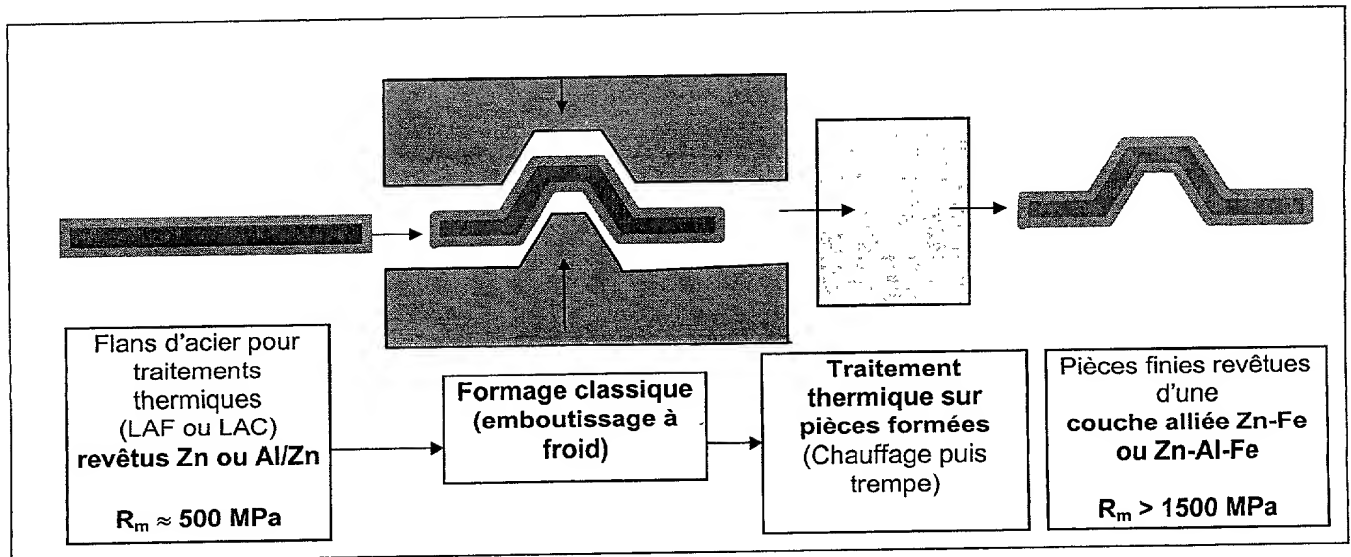 Flans d'acier pour
traitements
thermiques
(LAF ou LAC)
revêtus Zn ou Al/Zn
Rm ≈ 500 MPa
Formage classique
(emboutissage à
froid)
Traitement
thermique sur
pièces formées
(Chauffage puis
trempe)
Pièces finies revêtues
d'une
couche alliée Zn-Fe
ou Zn-Al-Fe
Rm > 1500 MPa